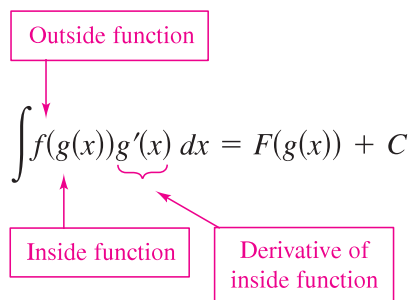 Outside function
∫ f(g(x))g′(x) dx = F(g(x)) + C
Inside function
Derivative of
inside function